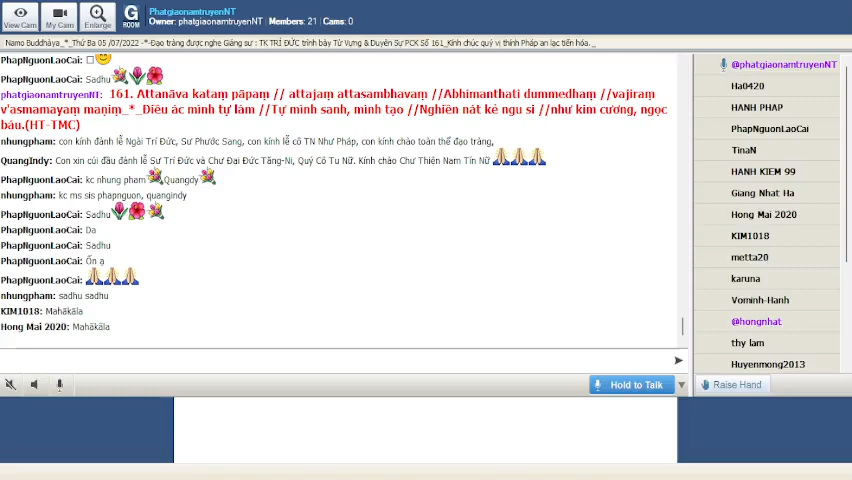 View Cam
My Cam
Enlarge
G
ROOM
PhatgiaonamtruyenNT
Owner: phatgiaonamtruyenNT | Members: 21 | Cams: 0
Namo Buddhàya_*_Thứ Ba 05 /07/2022 -*-Đạo tràng được nghe Giảng sư : TK TRÍ ĐỨC trình bày Từ Vựng & Duyên Sự PCK Số 161_Kính chúc quý vị thính Pháp an lạc tiến hóa. _
PhapNguonLaoCai:
PhapNguonLaoCai: Sadhu
phatgiaonamtruyenNT: 161. Attanāva kataṃ pāpaṃ // attajaṃ attasambhavaṃ //Abhimanthati dummedhaṃ //vajiraṃ
v'asmamayaṃ maṇiṃ_*_Điều ác mình tự làm //Tự mình sanh, mình tạo //Nghiền nát kẻ ngu si //như kim cương, ngọc
báu.(HT-TMC)
nhungpham: con kính đảnh lễ Ngài Trí Đức, Sư Phước Sang, con kính lễ cô TN Như Pháp, con kính chào toàn thể đạo tràng,
QuangIndy: Con xin cúi đầu đảnh lễ Sư Trí Đức và Chư Đại Đức Tăng-Ni, Quý Cô Tu Nữ. Kính chào Chư Thiện Nam Tín Nữ
PhapNguonLaoCai: kc nhung pham Quangdy
nhungpham: kc ms sis phapnguon, quangindy
PhapNguonLaoCai: Sadhu
PhapNguonLaoCai: Da
PhapNguonLaoCai: Sadhu
PhapNguonLaoCai: Ổn ạ
PhapNguonLaoCai:
nhungpham: sadhu sadhu
KIM1018: Mahākāla
Hong Mai 2020: Mahākāla
Hold to Talk
@phatgiaonamtruyenNT
Ha0420
HANH PHAP
PhapNguonLaoCai
TinaN
HANH KIEM 99
Giang Nhat Ha
Hong Mai 2020
KIM1018
metta20
karuna
Vominh-Hanh
@hongnhat
thy lam
Huyenmong2013
Raise Hand